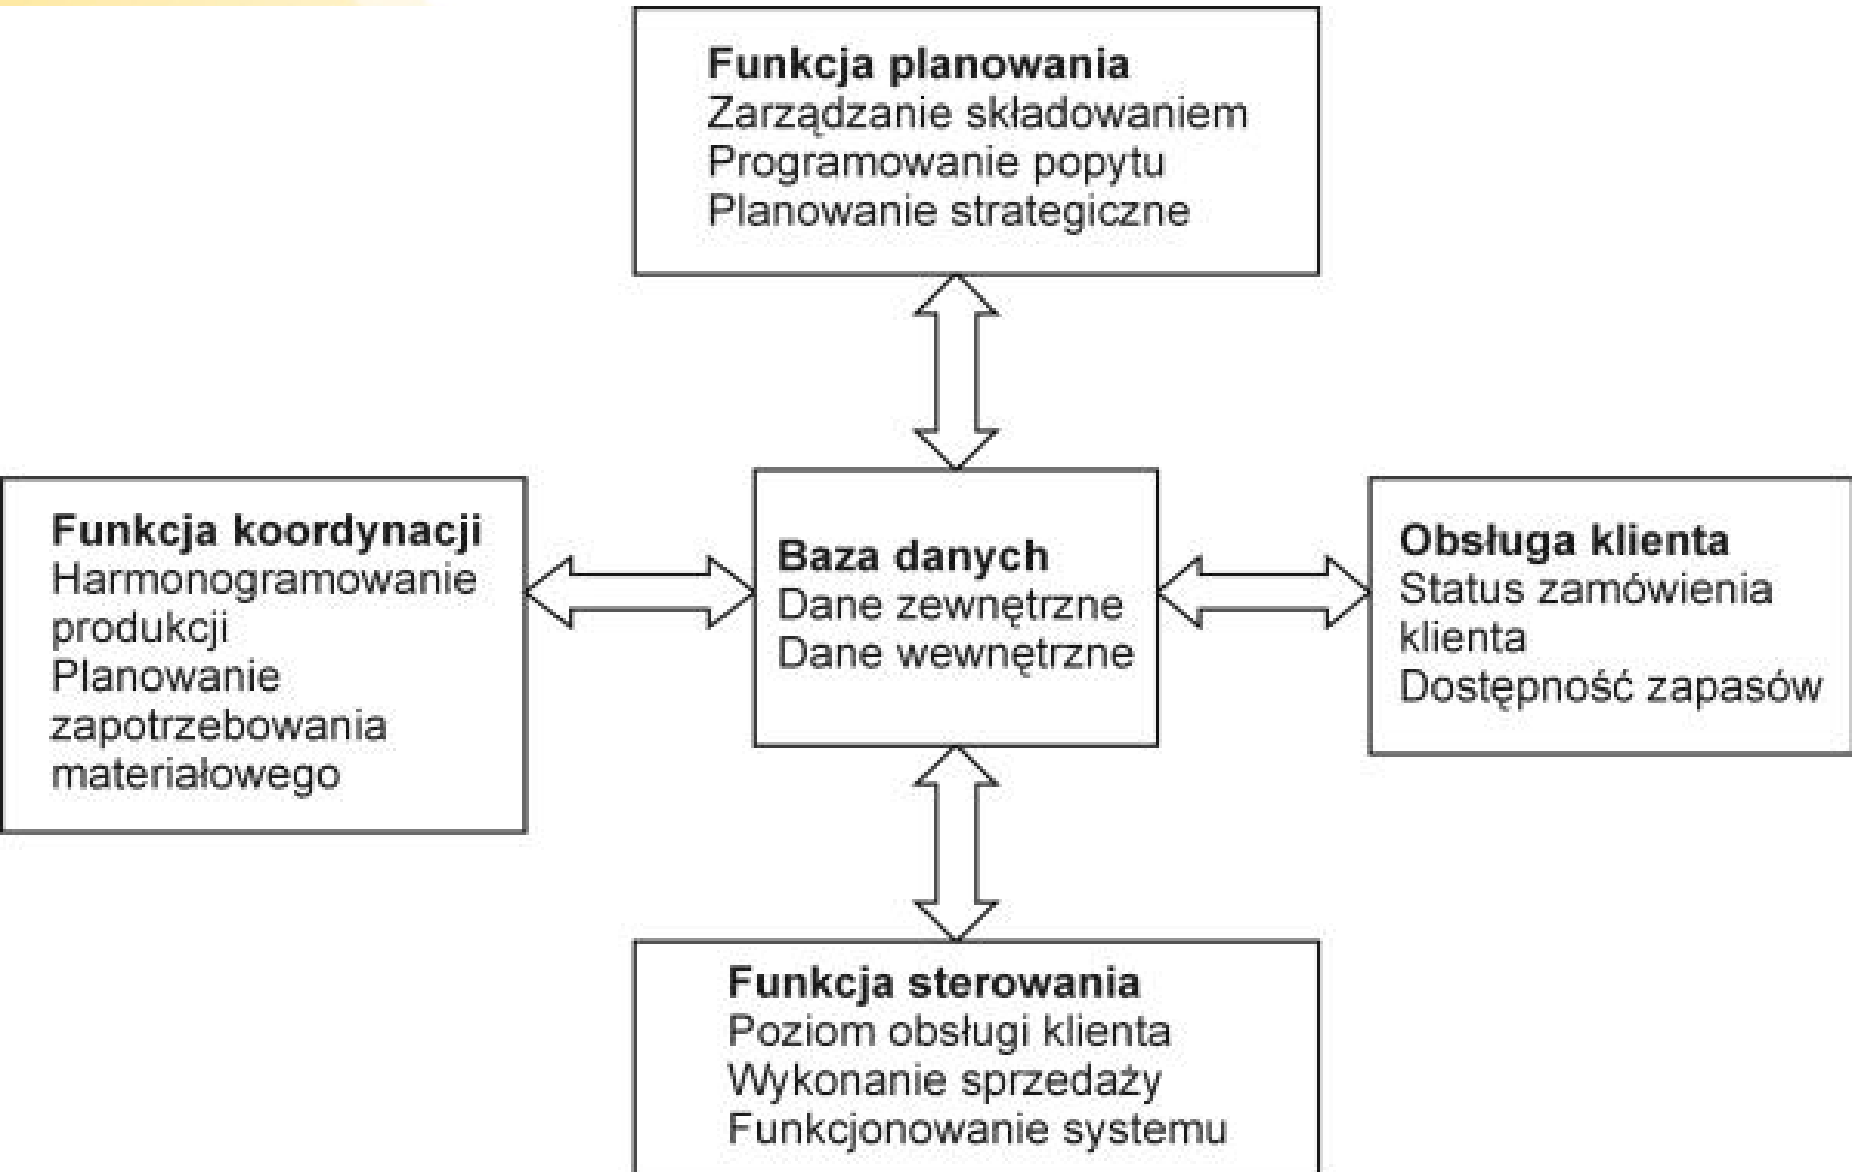 Funkcja planowania
Zarządzanie składowaniem
Programowanie popytu
Planowanie strategiczne
Funkcja koordynacji
Harmonogramowanie
produkcji
Planowanie
zapotrzebowania
materiałowego
Baza danych
Dane zewnętrzne
Dane wewnętrzne
Obsługa klienta
Status zamówienia
klienta
Dostępność zapasów
Funkcja sterowania
Poziom obsługi klienta
Wykonanie sprzedaży
Funkcjonowanie systemu